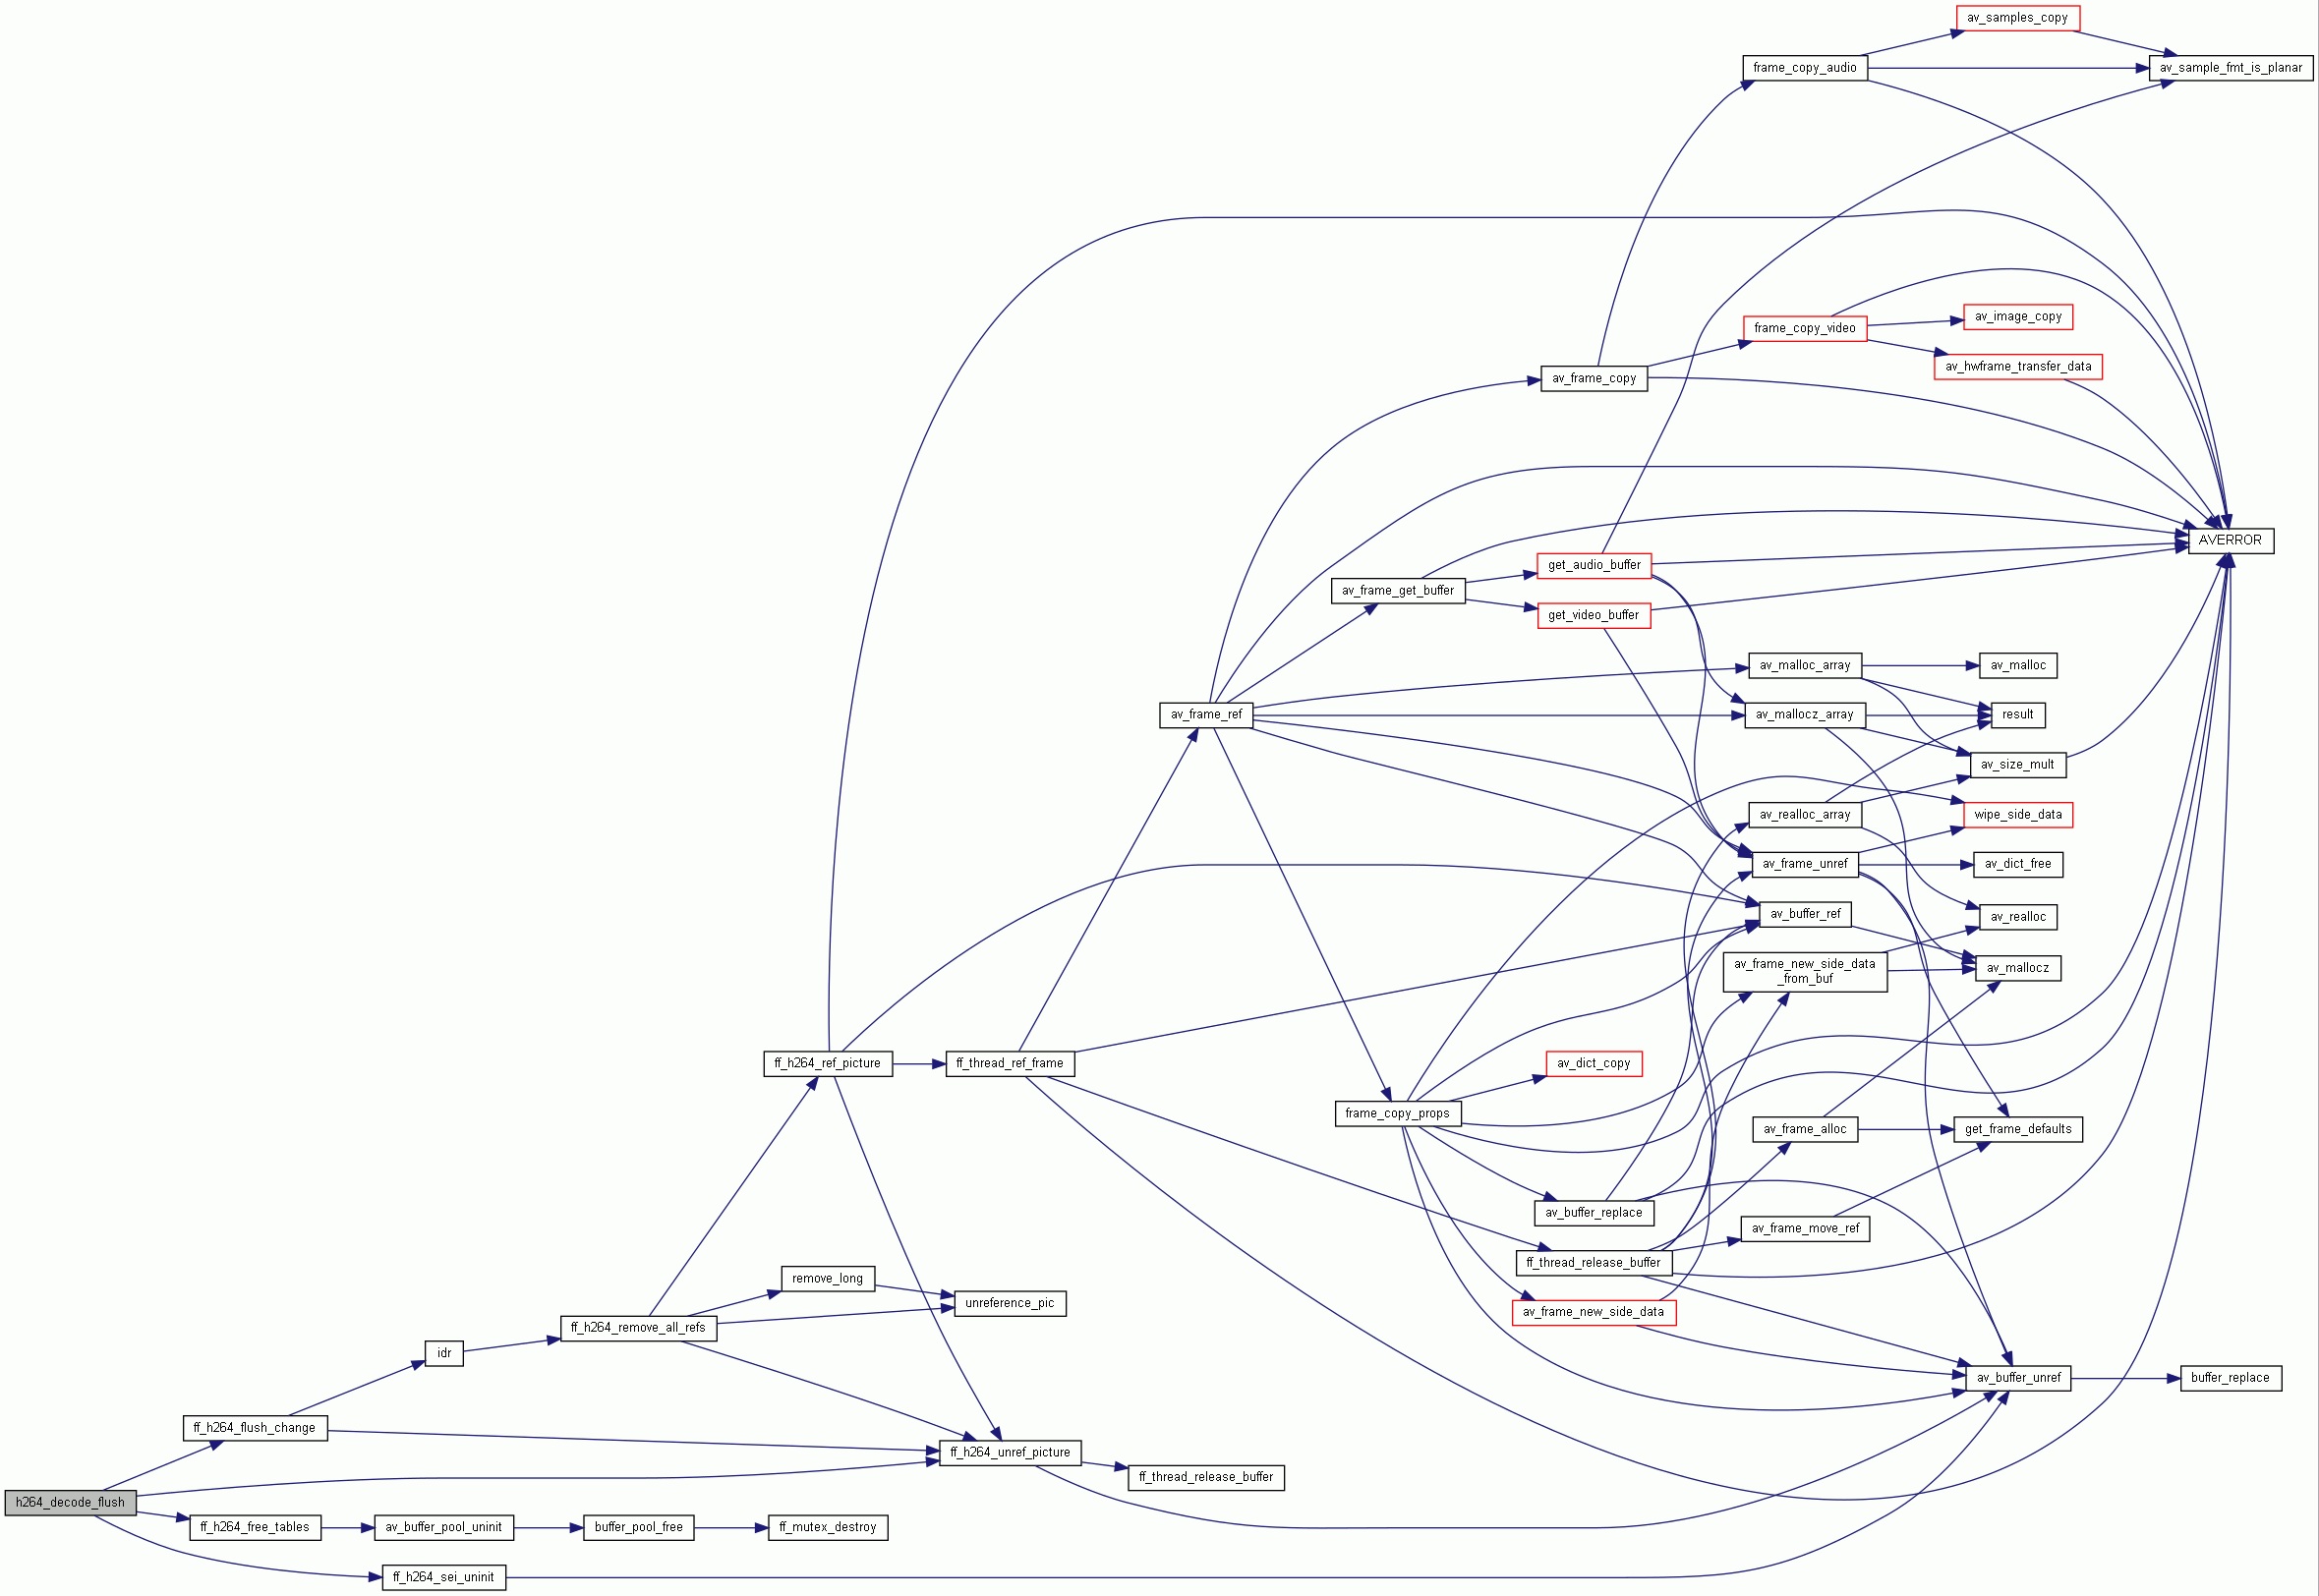 av_samples_copy
frame_copy_audio
av_sample_fmt_is_planar
av_image_copy
frame_copy_video
av_hwframe_transfer_data
av_frame_copy
AVERROR
get_audio_buffer
av_frame_get_buffer
get_video_buffer
av_malloc_array
av_malloc
av_frame_ref
av_mallocz_array
result
av_size_mult
av_realloc_array
wipe_side_data
av_frame_unref
av_dict_free
av_buffer_ref
av_realloc
av_frame_new_side_data
_from_buf
av_mallocz
ff_h264_ref_picture
ff_thread_ref_frame
av_dict_copy
frame_copy_props
av_frame_alloc
get_frame_defaults
av_buffer_replace
av_frame_move_ref
ff_thread_release_buffer
remove_long
unreference_pic
av_frame_new_side_data
ff_h264_remove_all_refs
idr
av_buffer_unref
buffer_replace
ff_h264_flush_change
ff_h264_unref_picture
ff_thread_release_buffer
h264_decode_flush
ff_h264_free_tables
av_buffer_pool_uninit
buffer_pool_free
ff_mutex_destroy
ff_h264_sei_uninit